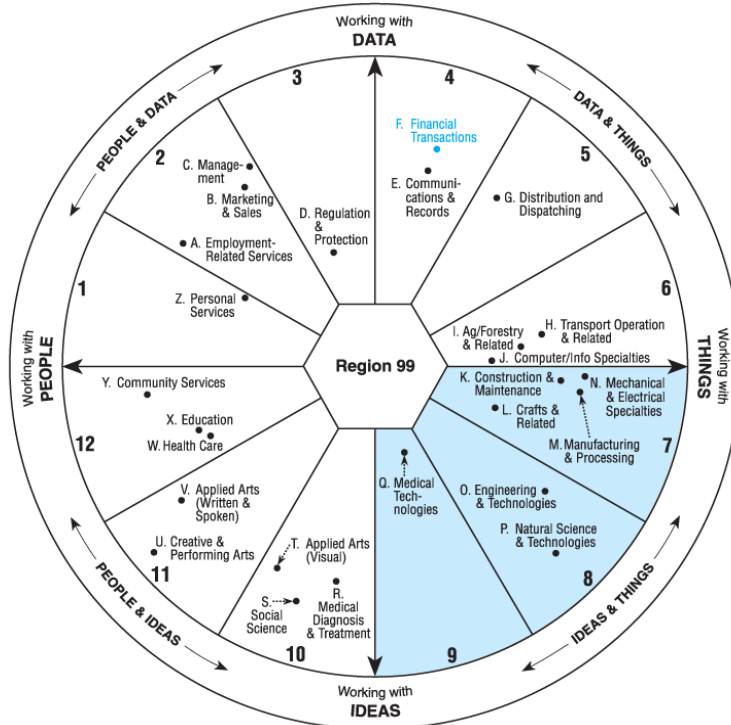 Working with
DATA
3
4
PEOPLE & DATA
DATA & THINGS
2
5
F. Financial
Transactions
C. Manage-
ment
B. Marketing
& Sales
E. Communi-
cations &
Records
G. Distribution and
Dispatching
D. Regulation
&
Protection
A. Employment-
Related Services
1
6
Z. Personal
Services
H. Transport Operation
& Related
I. Ag/Forestry
& Related
J. Computer/Info Specialties
Working with
PEOPLE
Region 99
Working with
THINGS
Y. Community Services
K. Construction &
Maintenance
N. Mechanical
& Electrical
Specialties
L. Crafts &
Related
X. Education
W. Health Care
M. Manufacturing
& Processing
12
7
Q. Medical
Tech-
nologies
O. Engineering
& Technologies
V. Applied Arts
(Written &
Spoken)
P. Natural Science
& Technologies
U. Creative &
Performing Arts
T. Applied Arts
(Visual)
11
8
S.
Social
Science
R.
Medical
Diagnosis
& Treatment
10
9
PEOPLE & IDEAS
IDEAS & THINGS
Working with
IDEAS